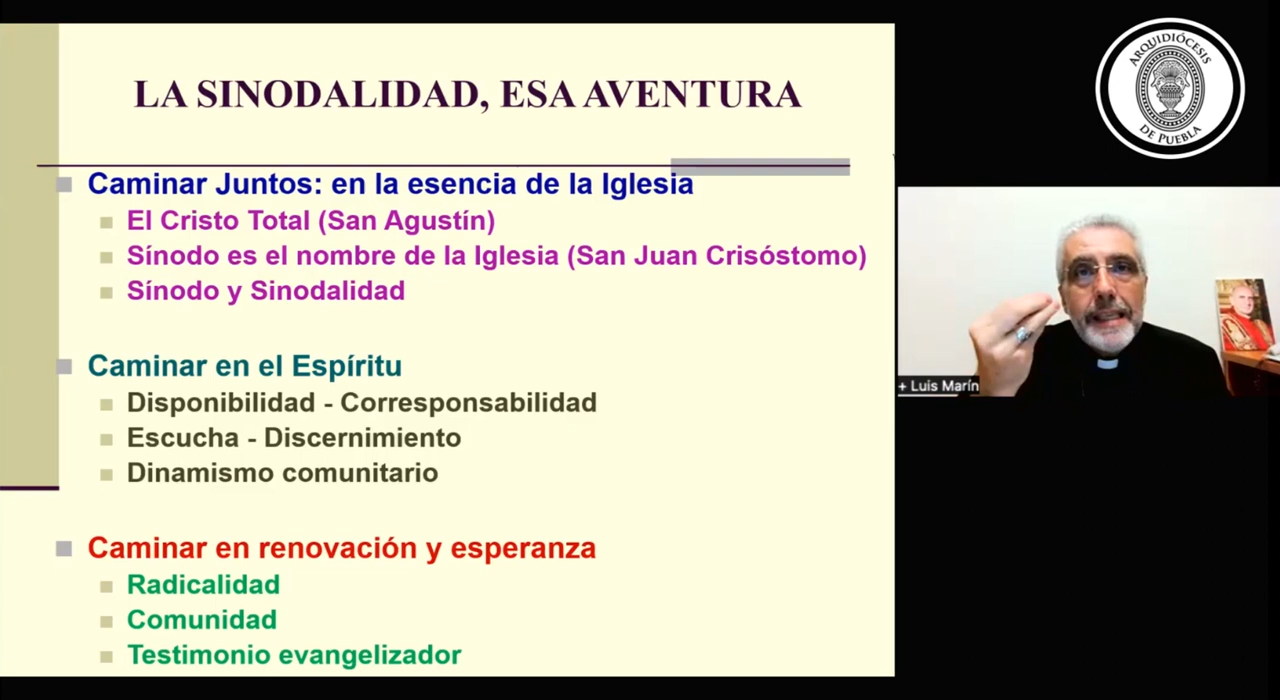 LA SINODALIDAD, ESA AVENTURA
Caminar Juntos: en la esencia de la Iglesia
El Cristo Total (San Agustín)
Sínodo es el nombre de la Iglesia (San Juan Crisóstomo)
Sínodo y Sinodalidad
Caminar en el Espíritu
Disponibilidad - Corresponsabilidad
Escucha - Discernimiento
Dinamismo comunitario
Caminar en renovación y esperanza
Radicalidad
Comunidad
Testimonio evangelizador
ARQUIDIÓCESIS
DE PUEBLA
+ Luis Marín